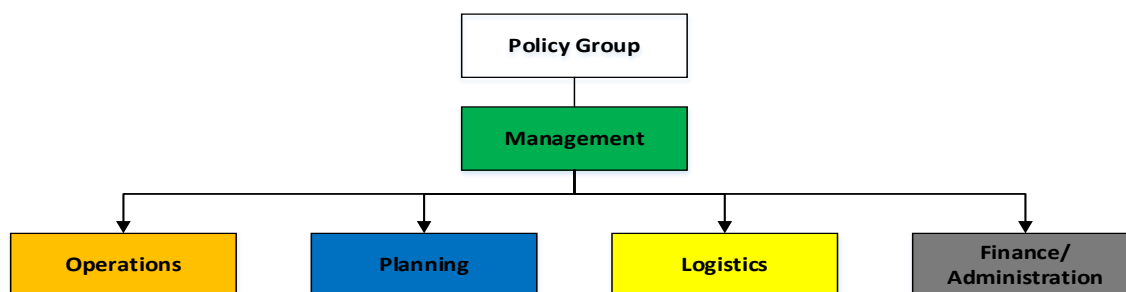 Policy Group
Management
Operations
Planning
Logistics
Finance/
Administration